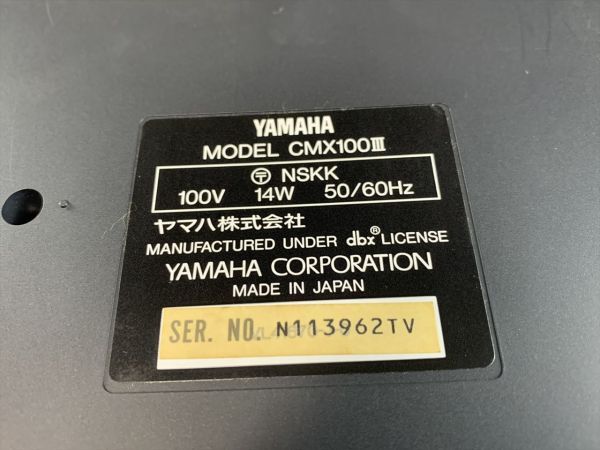 YAMAHA
MODEL CMX100III
〒 NSKK
100V 14W 50/60Hz
ヤマハ株式会社
MANUFACTURED UNDER dbx® LICENSE
YAMAHA CORPORATION
MADE IN JAPAN
SER. NO. N113962TV